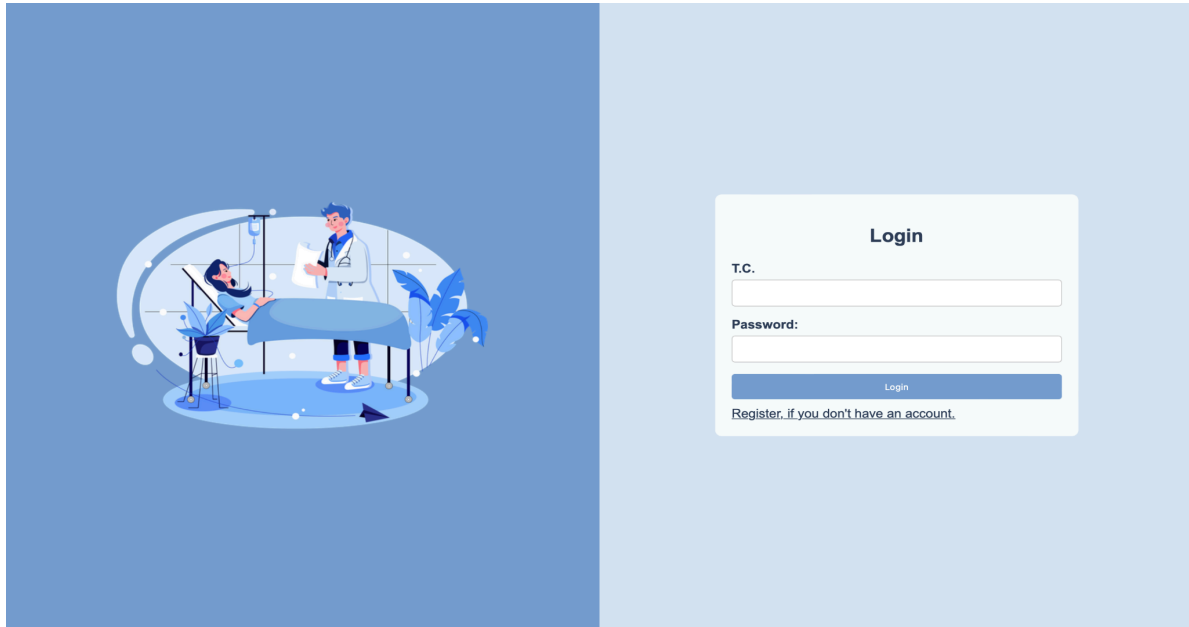 Login
T.C.
Password:
Login
Register, if you don't have an account.